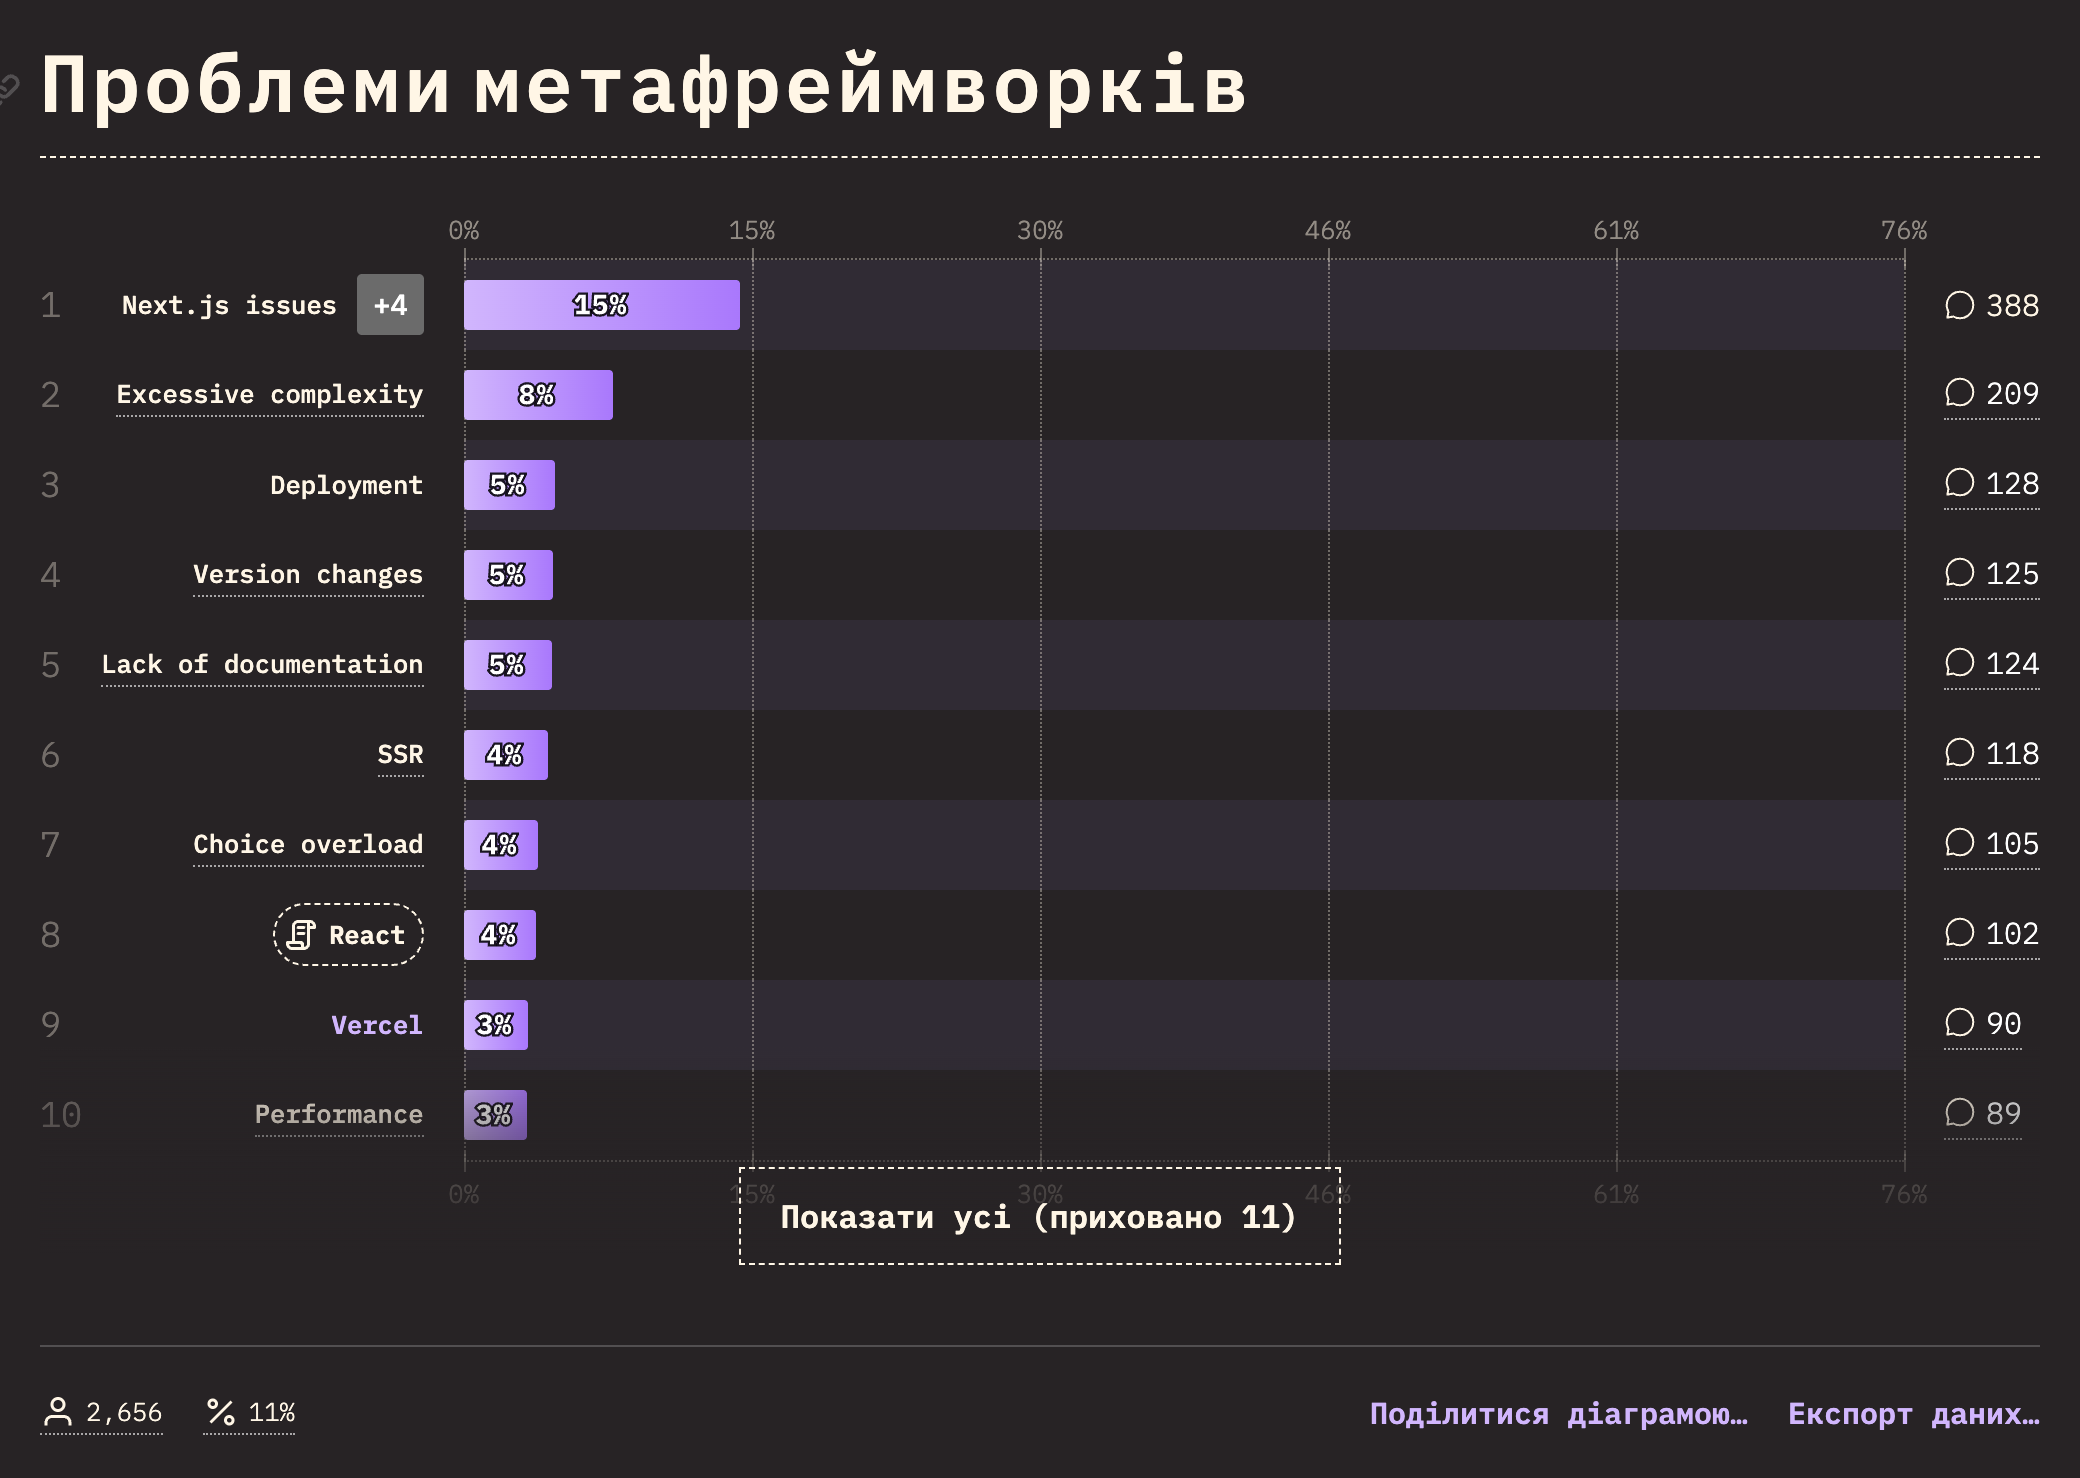 Проблеми метафреймворків
0% 15% 30% 46% 61% 76%
1 Next.js issues +4 15% 388
2 Excessive complexity 8% 209
3 Deployment 5% 128
4 Version changes 5% 125
5 Lack of documentation 5% 124
6 SSR 4% 118
7 Choice overload 4% 105
8 React 4% 102
9 Vercel 3% 90
10 Performance 3% 89
0% 15% 30% 46% 61% 76%
Показати усі (приховано 11)
2,656 11% Поділитися діаграмою… Експорт даних…